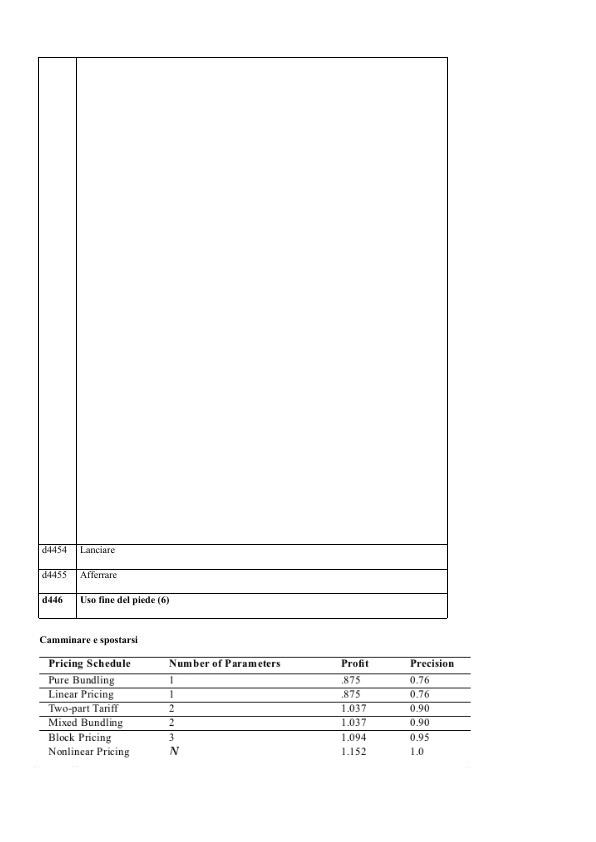 d4454 Lanciare
d4455 Afferrare
d446 Uso fine del piede (6)
Camminare e spostarsi
Pricing Schedule Number of Parameters Profit Precision
Pure Bundling 1 .875 0.76
Linear Pricing 1 .875 0.76
Two-part Tariff 2 1.037 0.90
Mixed Bundling 2 1.037 0.90
Block Pricing 3 1.094 0.95
Nonlinear Pricing N 1.152 1.0